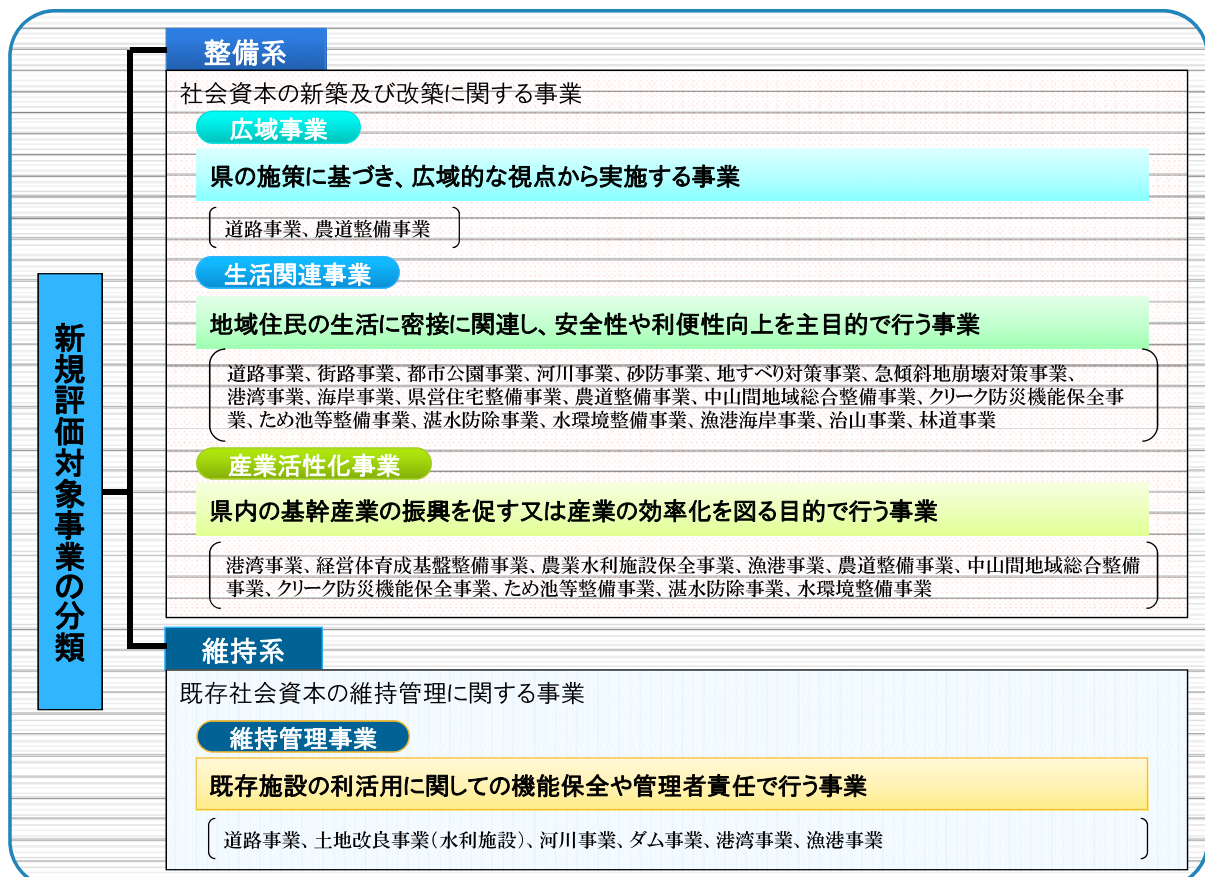 新規評価対象事業の分類
整備系
社会資本の新築及び改築に関する事業
広域事業
県の施策に基づき、広域的な視点から実施する事業
道路事業、農道整備事業
生活関連事業
地域住民の生活に密接に関連し、安全性や利便性向上を主目的で行う事業
道路事業、街路事業、都市公園事業、河川事業、砂防事業、地すべり対策事業、急傾斜地崩壊対策事業、
港湾事業、海岸事業、県営住宅整備事業、農道整備事業、中山間地域総合整備事業、クリーク防災機能保全事
業、ため池等整備事業、湛水防除事業、水環境整備事業、漁港海岸事業、治山事業、林道事業
産業活性化事業
県内の基幹産業の振興を促す又は産業の効率化を図る目的で行う事業
港湾事業、経営体育成基盤整備事業、農業水利施設保全事業、漁港事業、農道整備事業、中山間地域総合整備
事業、クリーク防災機能保全事業、ため池等整備事業、湛水防除事業、水環境整備事業
維持系
既存社会資本の維持管理に関する事業
維持管理事業
既存施設の利活用に関しての機能保全や管理者責任で行う事業
道路事業、土地改良事業（水利施設）、河川事業、ダム事業、港湾事業、漁港事業